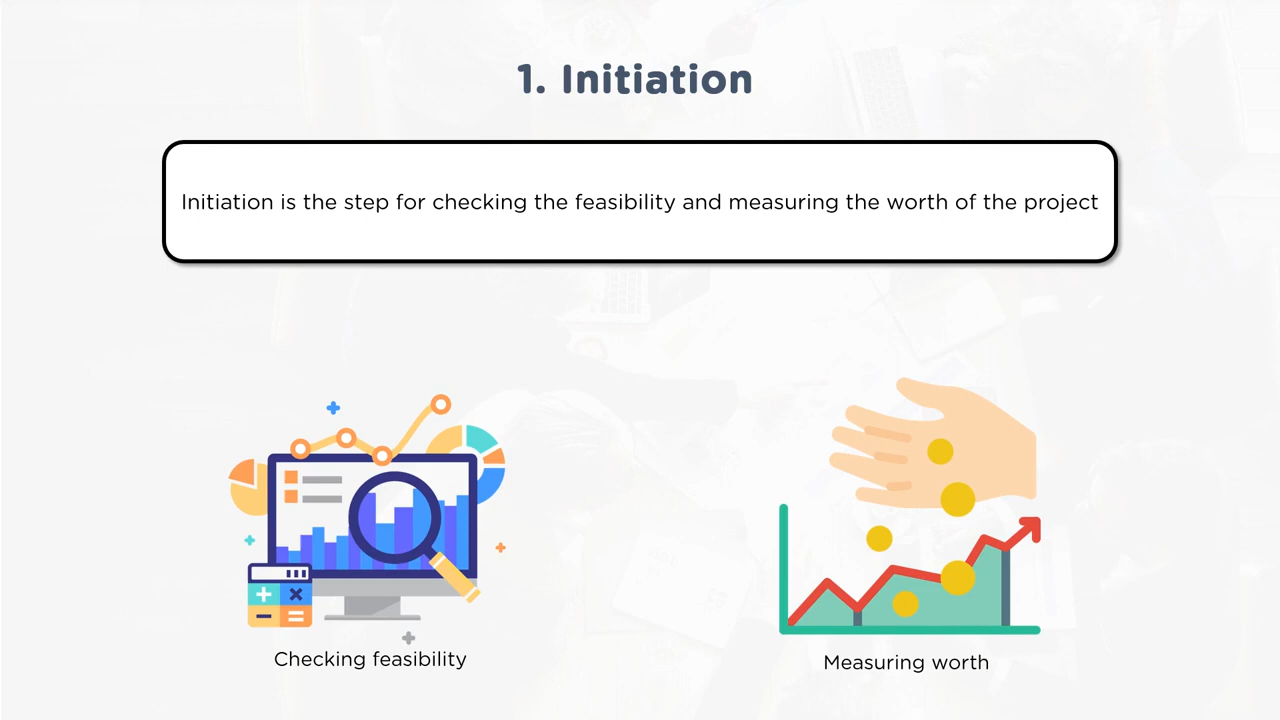 1. Initiation
Initiation is the step for checking the feasibility and measuring the worth of the project
Checking feasibility
Measuring worth